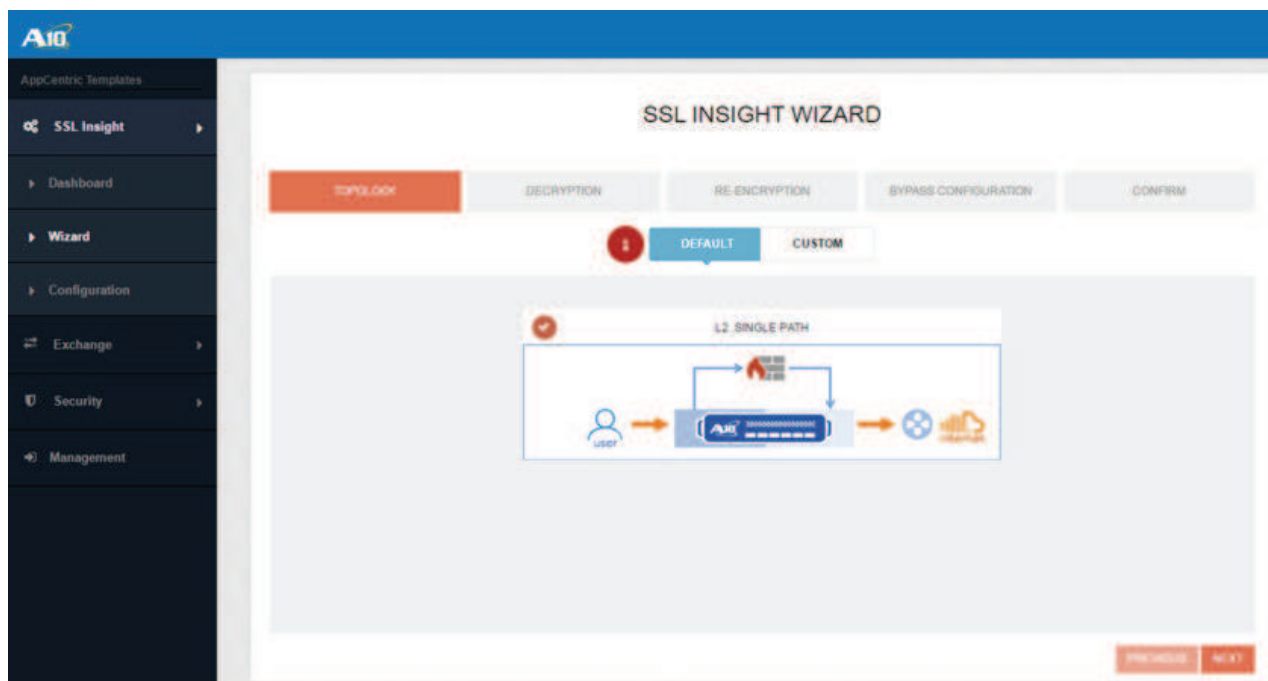 A10
AppCentric Templates
SSL Insight
Dashboard
Wizard
Configuration
Exchange
Security
Management
SSL INSIGHT WIZARD
TOPOLOGY
DECRYPTION
RE-ENCRYPTION
BYPASS CONFIGURATION
CONFIRM
1
DEFAULT
CUSTOM
L2 SINGLE PATH
user
A10
internet
PREVIOUS
NEXT